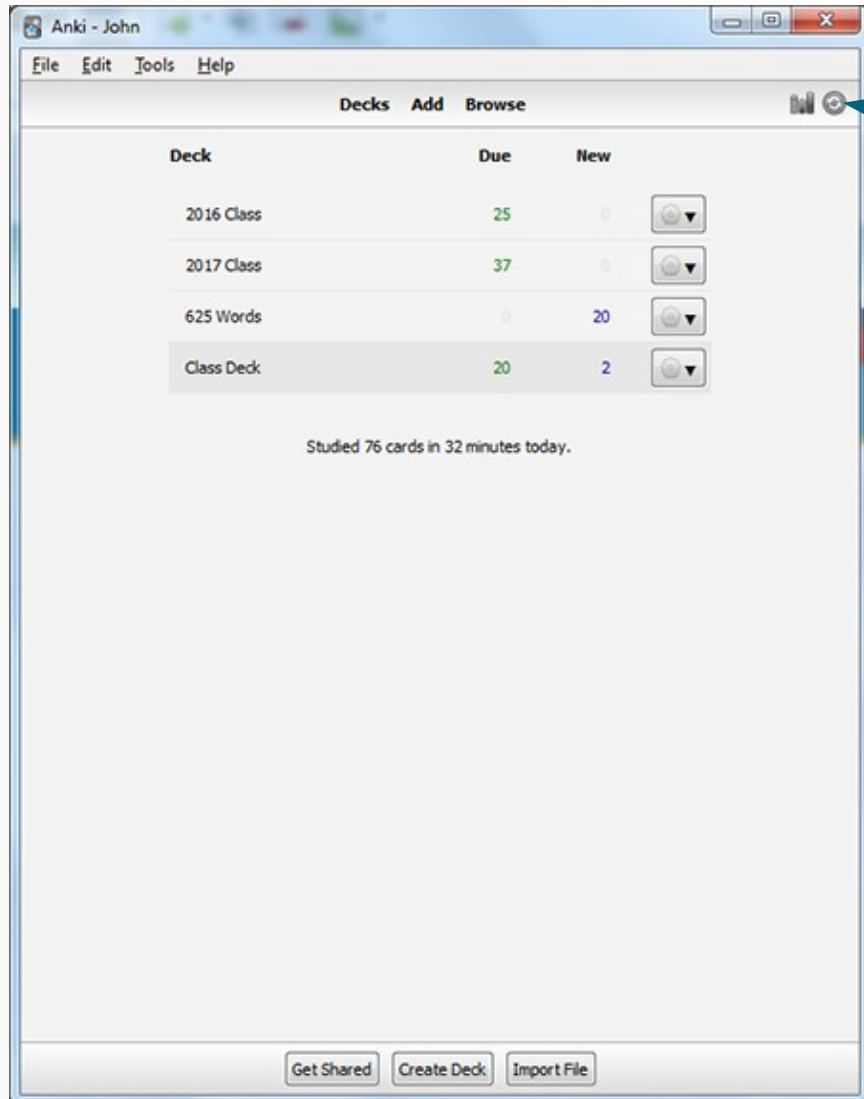 Anki - John
File Edit Tools Help
Decks Add Browse
Deck Due New
2016 Class 25 0
2017 Class 37 0
625 Words 0 20
Class Deck 20 2
Studied 76 cards in 32 minutes today.
Get Shared Create Deck Import File